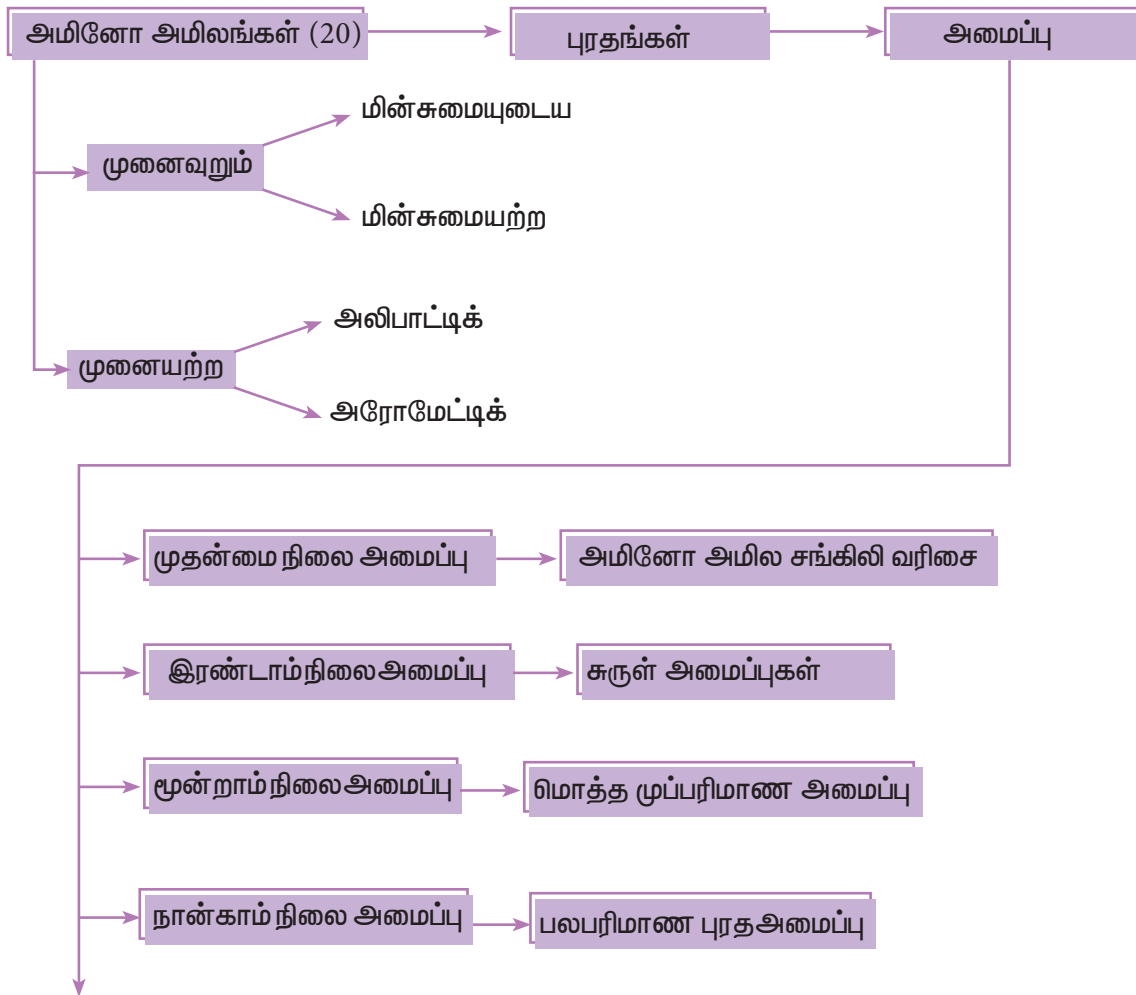 அமினோ அமிலங்கள் (20)
புரதங்கள்
அமைப்பு
மின்சுமையுடைய
முனைவுறும்
மின்சுமையற்ற
அலிபாட்டிக்
முனையற்ற
அரோமேட்டிக்
முதன்மை நிலை அமைப்பு
அமினோ அமில சங்கிலி வரிசை
இரண்டாம்நிலைஅமைப்பு
சுருள் அமைப்புகள்
மூன்றாம்நிலைஅமைப்பு
மொத்த முப்பரிமாண அமைப்பு
நான்காம் நிலை அமைப்பு
பலபரிமாண புரதஅமைப்பு